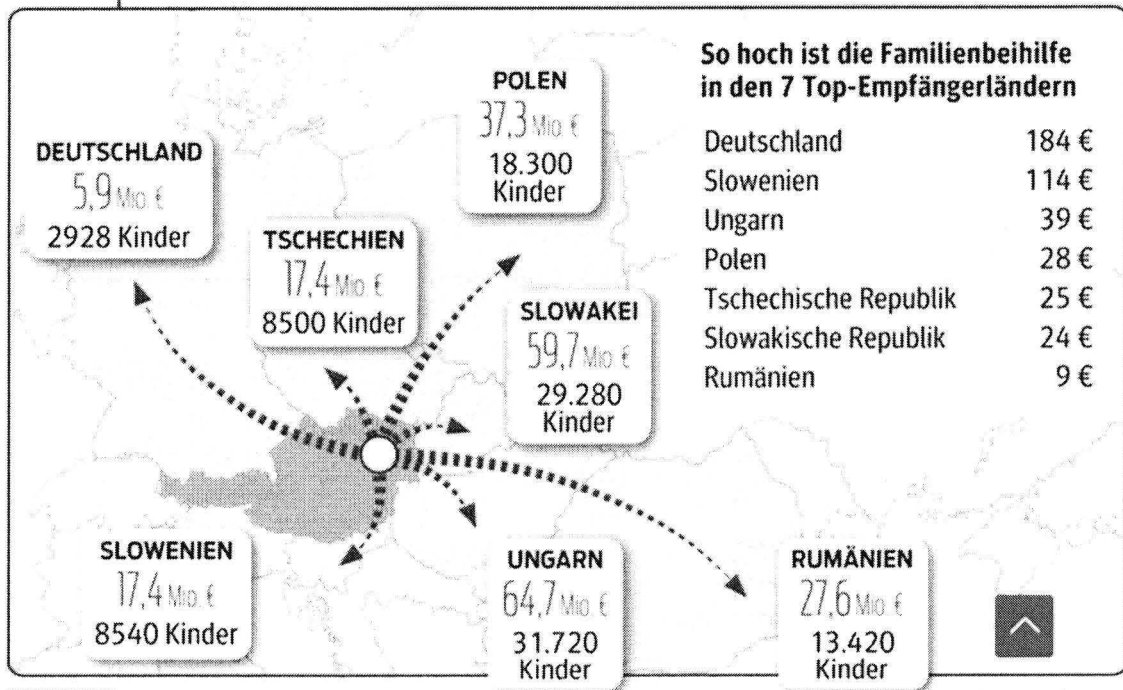 So hoch ist die Familienbeihilfe
in den 7 Top-Empfängerländern
Deutschland 184 €
Slowenien 114 €
Ungarn 39 €
Polen 28 €
Tschechische Republik 25 €
Slowakische Republik 24 €
Rumänien 9 €
POLEN
37,3 Mio. €
18.300
Kinder
DEUTSCHLAND
5,9 Mio. €
2928 Kinder
TSCHECHIEN
17,4 Mio. €
8500 Kinder
SLOWAKEI
59,7 Mio. €
29.280
Kinder
SLOWENIEN
17,4 Mio. €
8540 Kinder
UNGARN
64,7 Mio. €
31.720
Kinder
RUMÄNIEN
27,6 Mio. €
13.420
Kinder